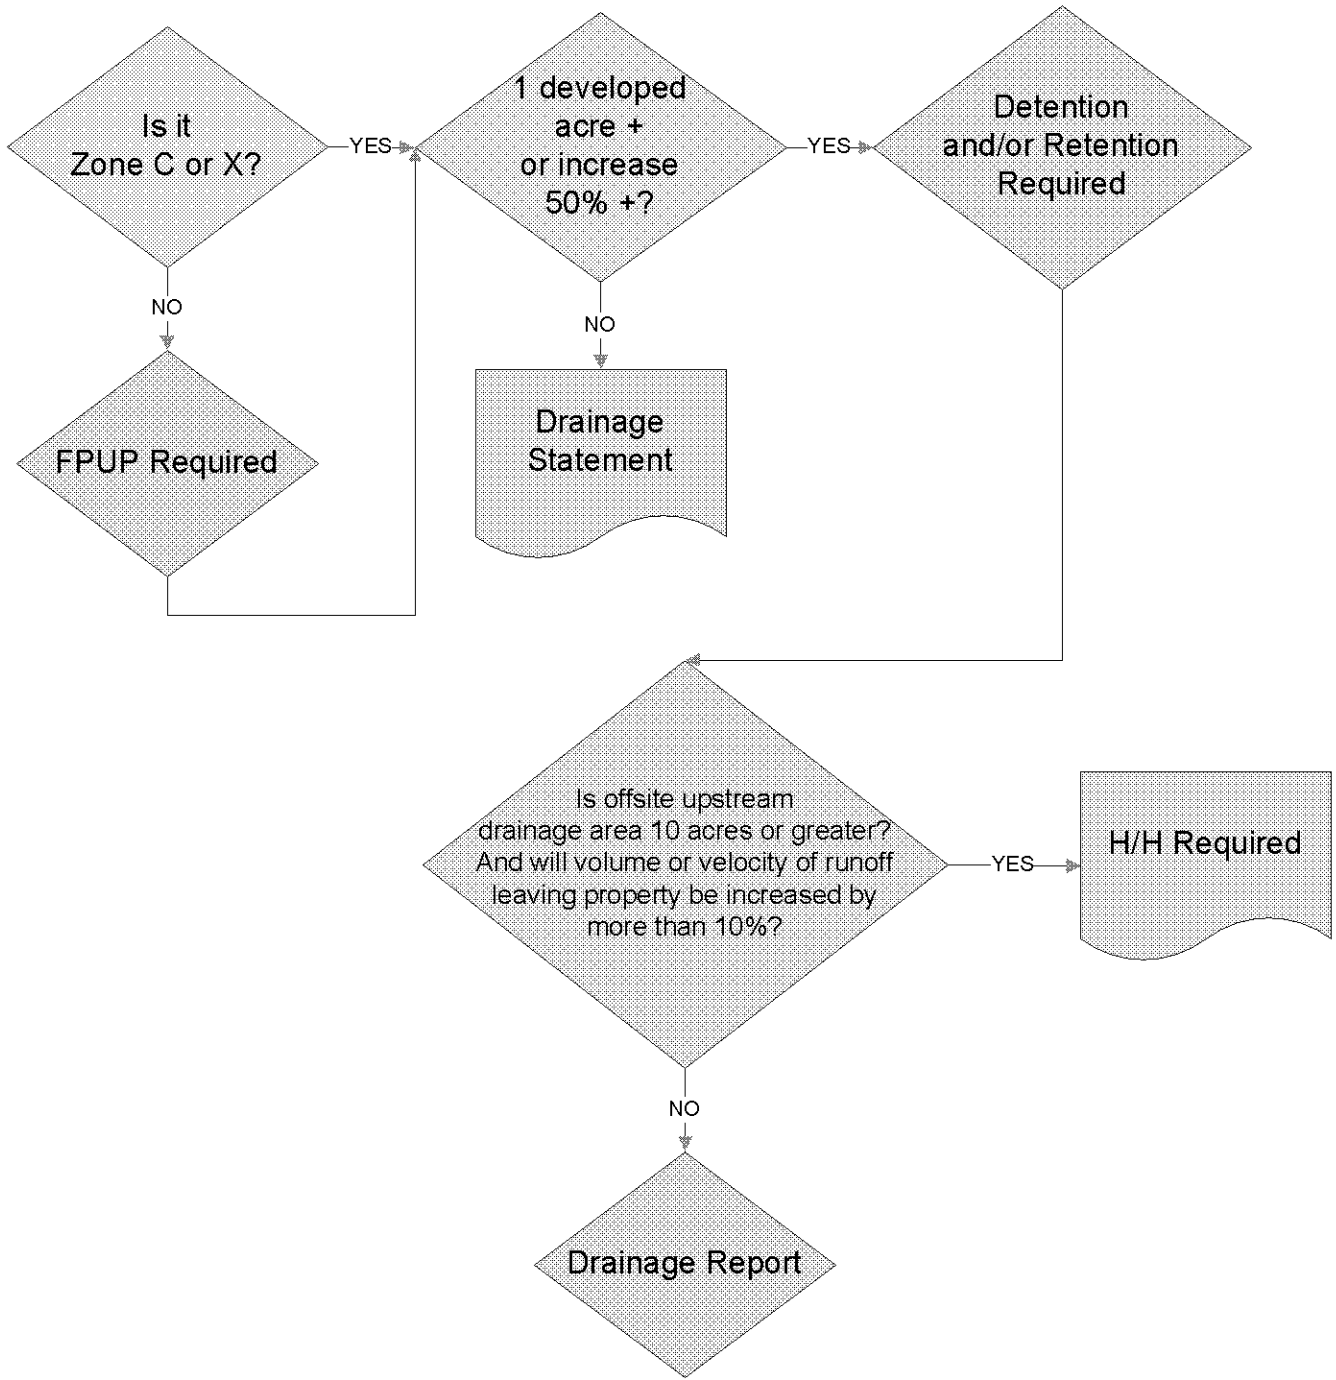 Is it
Zone C or X?
YES
1 developed
acre +
or increase
50% +?
YES
Detention
and/or Retention
Required
NO
NO
FPUP Required
Drainage
Statement
Is offsite upstream
drainage area 10 acres or greater?
And will volume or velocity of runoff
leaving property be increased by
more than 10%?
YES
H/H Required
NO
Drainage Report